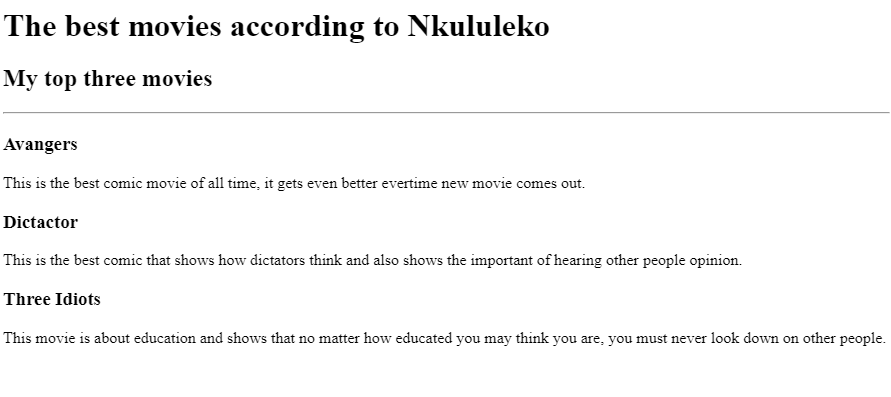 The best movies according to Nkululeko
My top three movies
Avangers
This is the best comic movie of all time, it gets even better evertime new movie comes out.
Dictactor
This is the best comic that shows how dictators think and also shows the important of hearing other people opinion.
Three Idiots
This movie is about education and shows that no matter how educated you may think you are, you must never look down on other people.